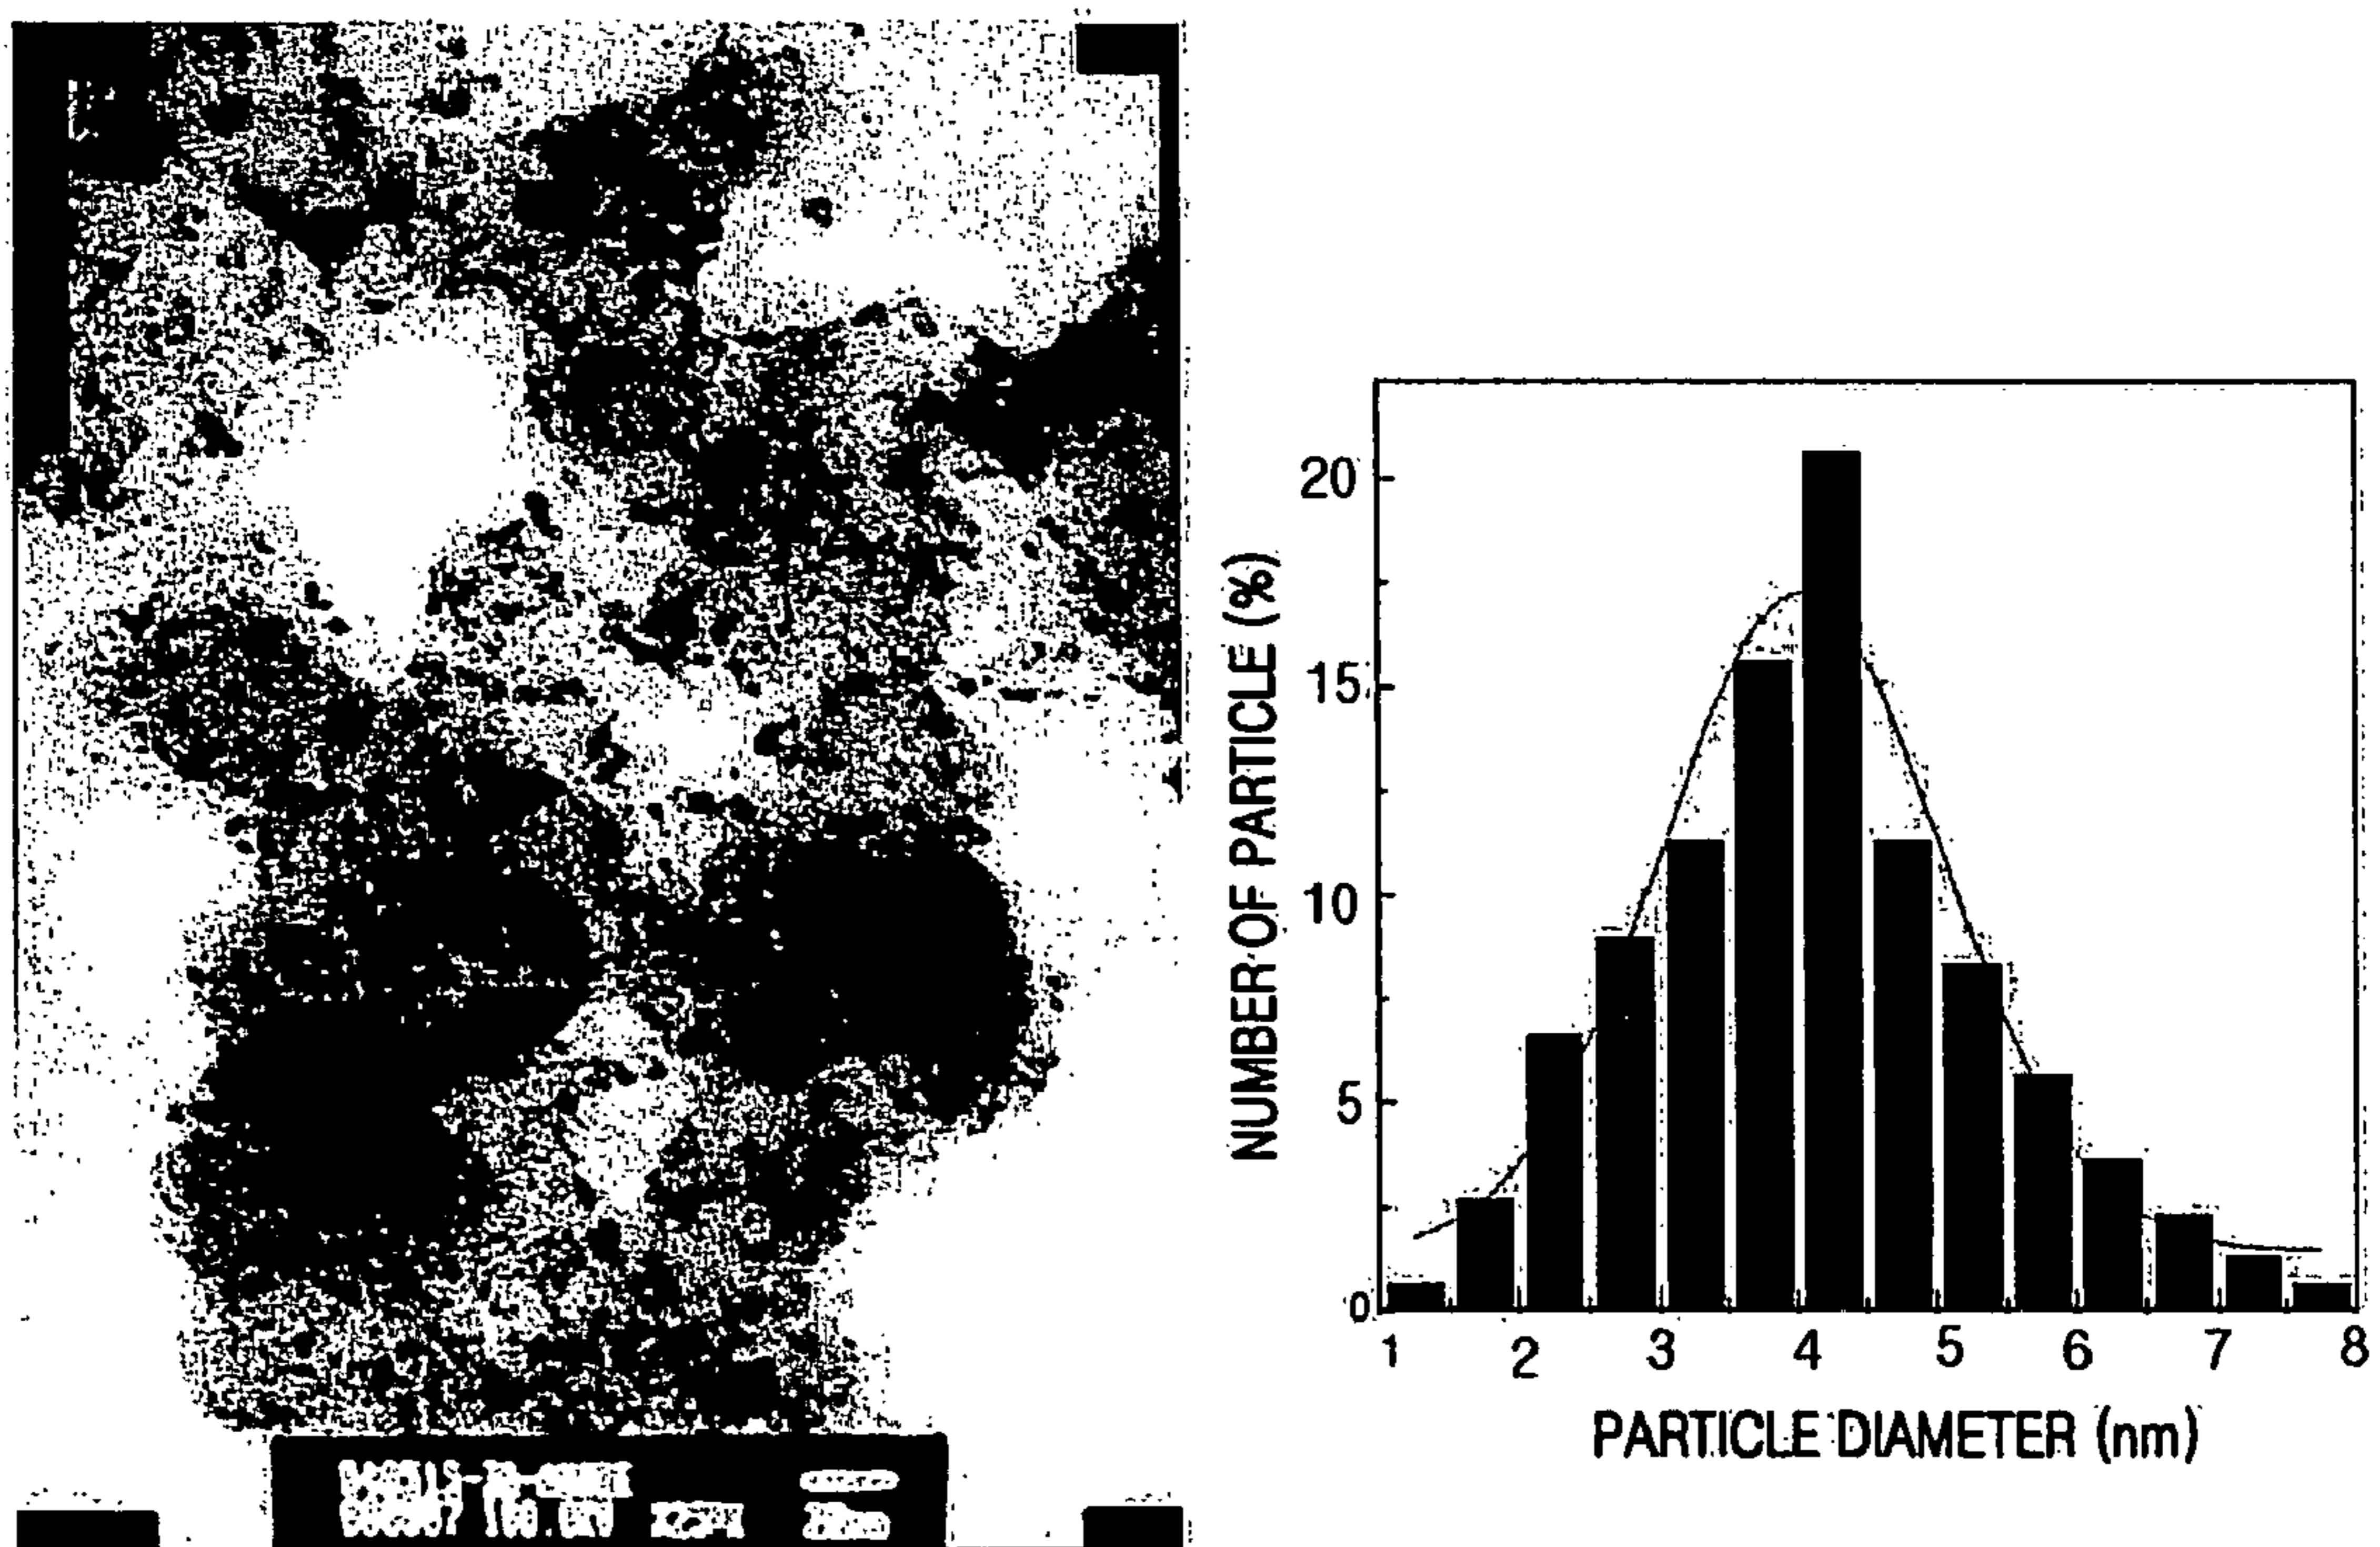 NUMBER OF PARTICLE (%)
20
15
10
5
0
1 2 3 4 5 6 7 8
PARTICLE DIAMETER (nm)